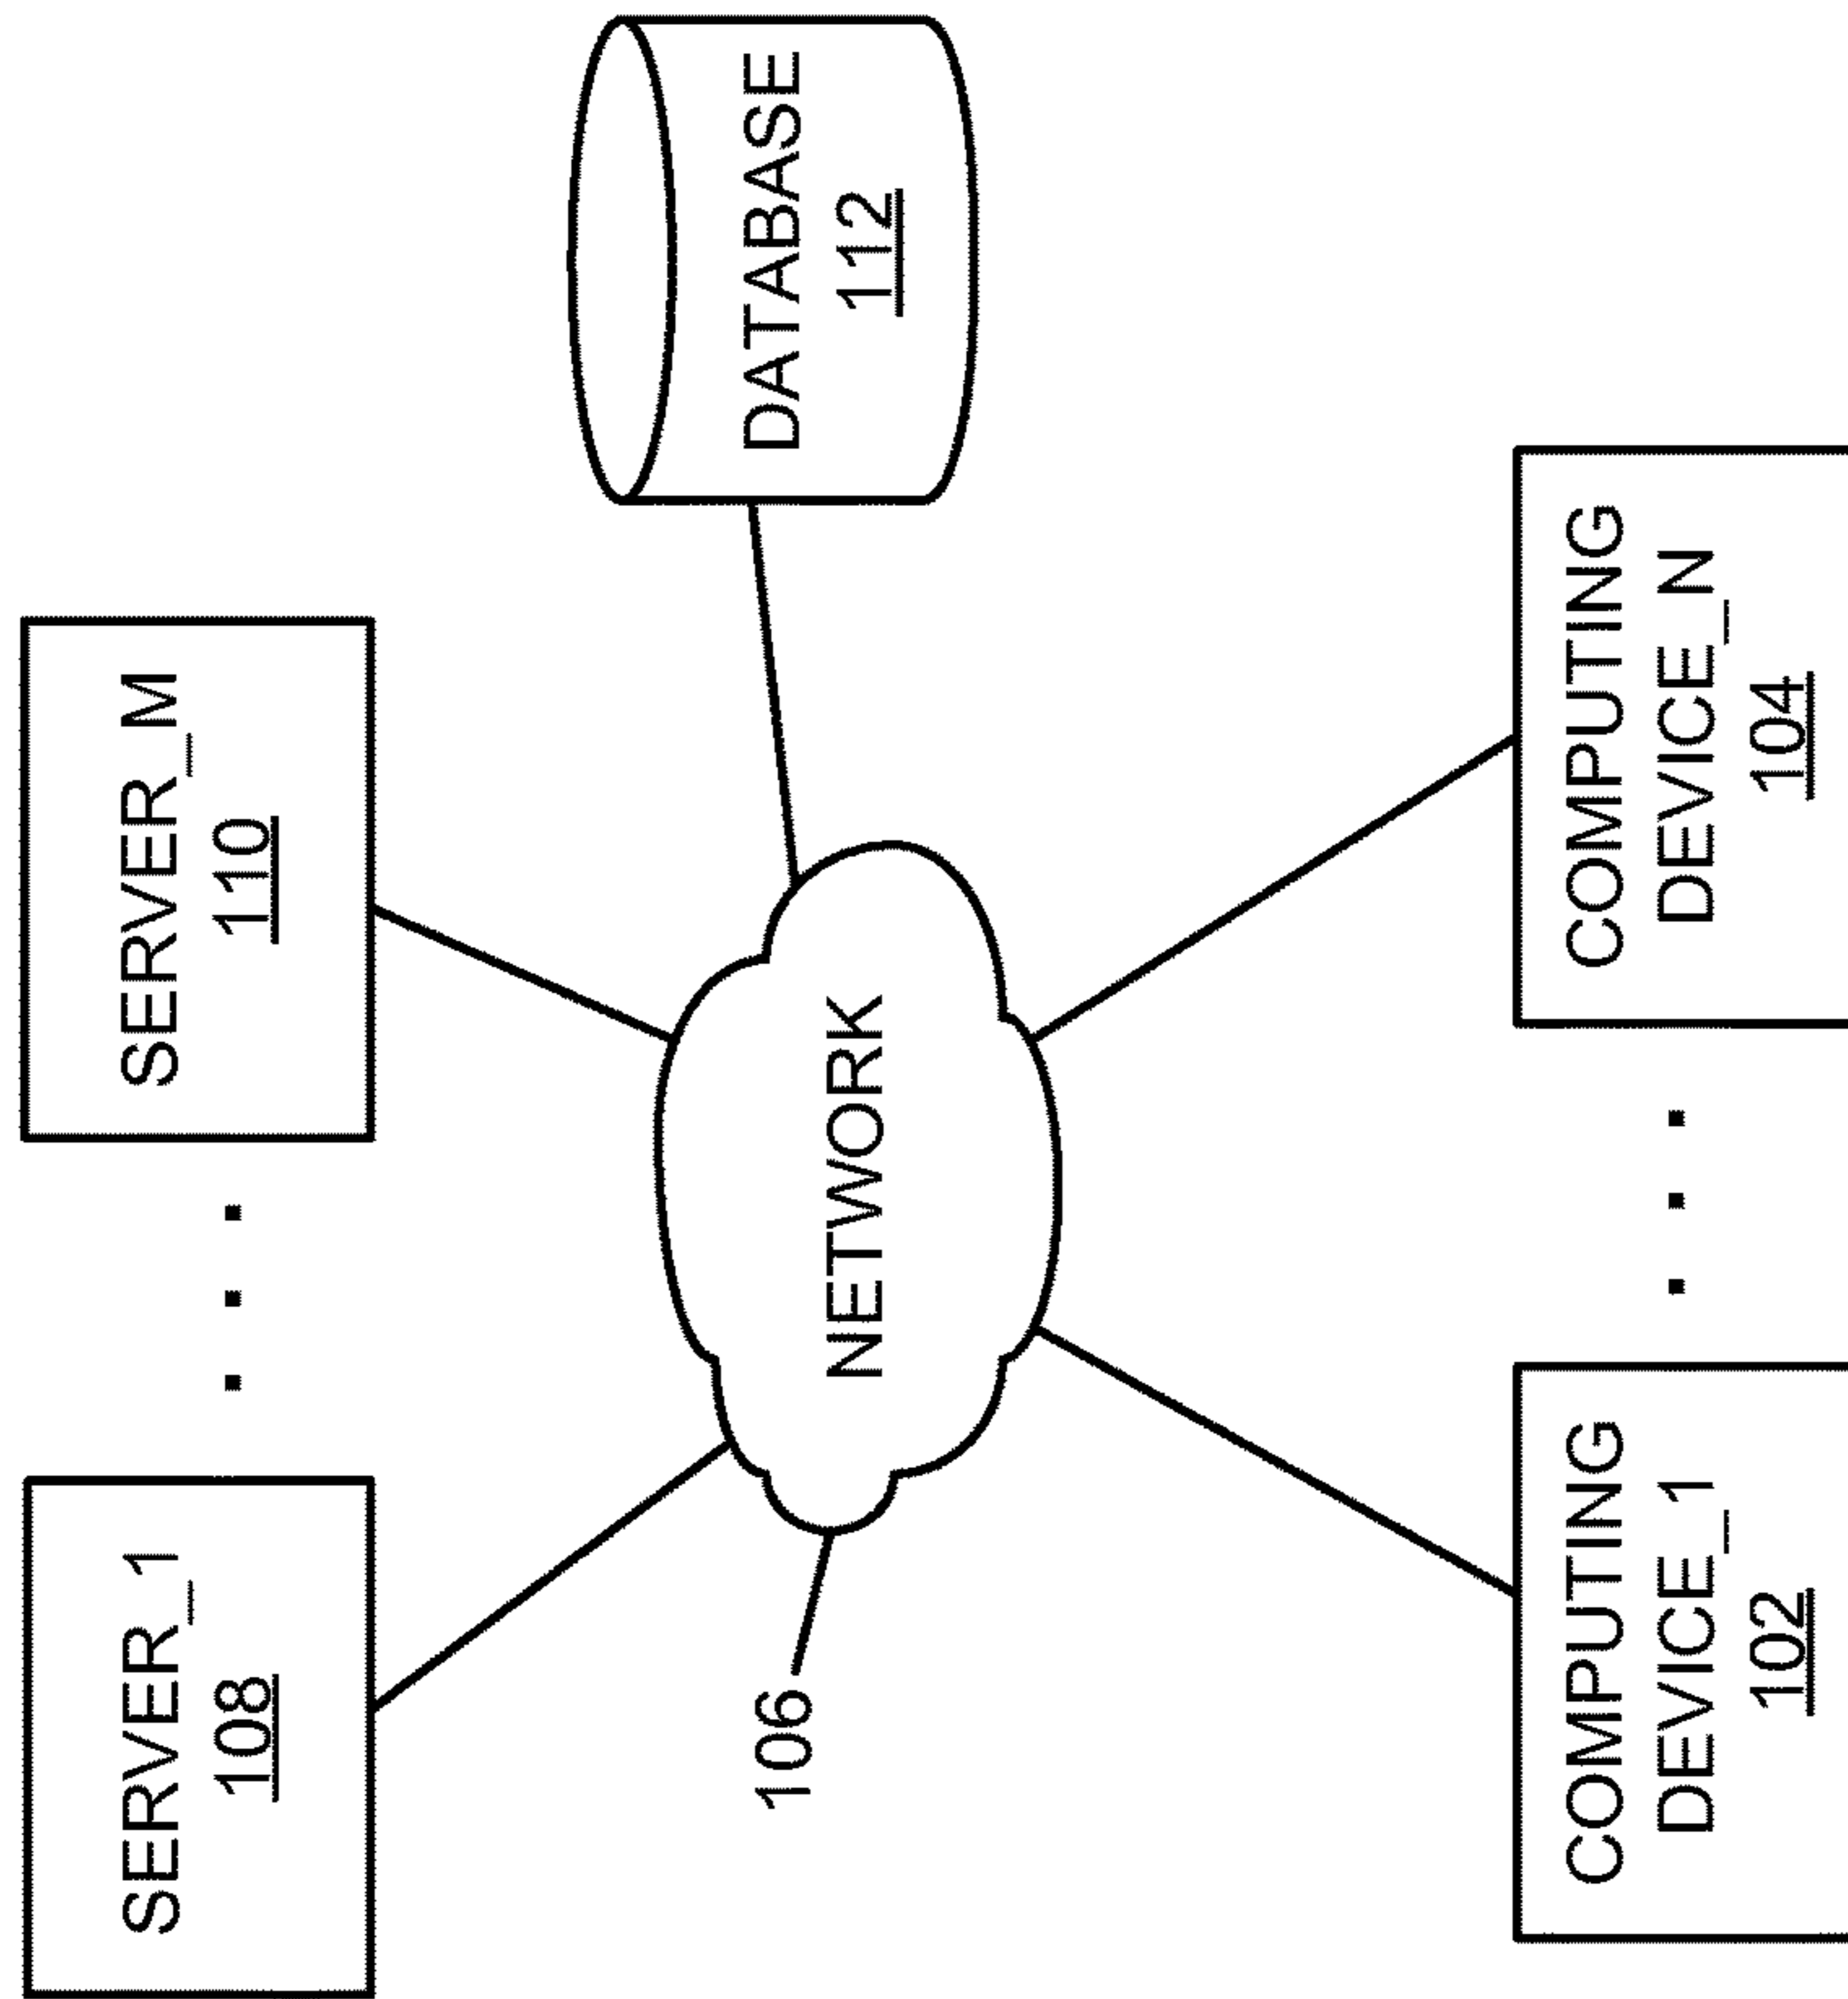 SERVER_1
108
SERVER_M
110
DATABASE
112
NETWORK
106
COMPUTING
DEVICE_1
102
COMPUTING
DEVICE_N
104